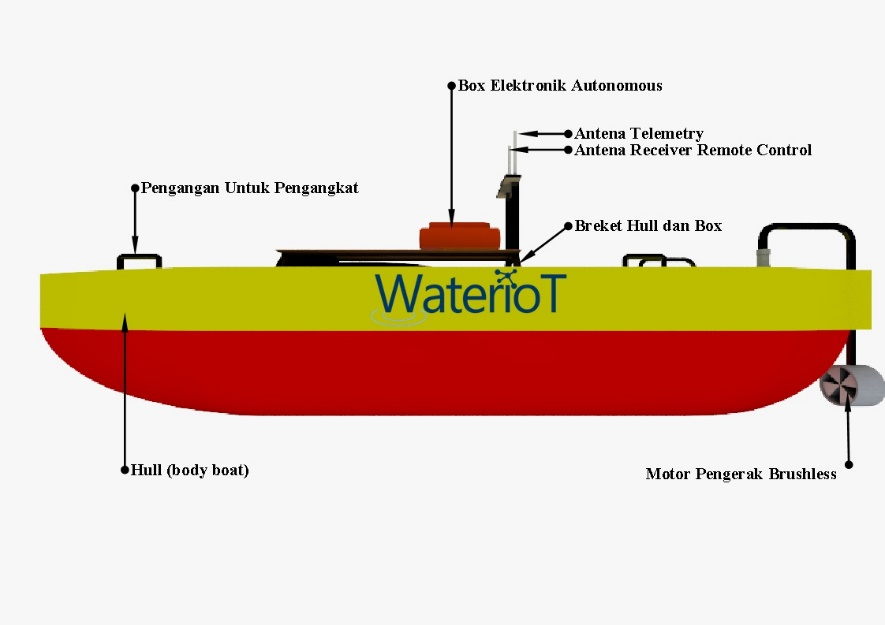 Box Elektronik Autonomous
Antena Telemetry
Antena Receiver Remote Control
Pengangan Untuk Pengangkat
Breket Hull dan Box
WaterioT
Hull (body boat)
Motor Pengerak Brushless